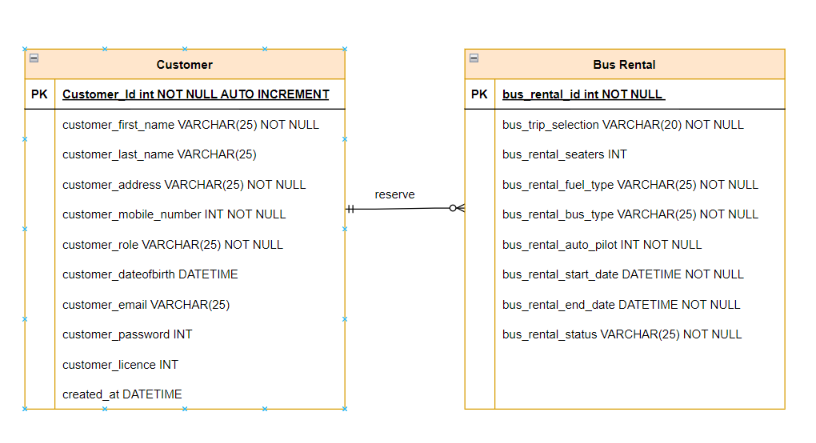 Customer
PK Customer_Id int NOT NULL AUTO INCREMENT
customer_first_name VARCHAR(25) NOT NULL
customer_last_name VARCHAR(25)
customer_address VARCHAR(25) NOT NULL
customer_mobile_number INT NOT NULL
customer_role VARCHAR(25) NOT NULL
customer_dateofbirth DATETIME
customer_email VARCHAR(25)
customer_password INT
customer_licence INT
created_at DATETIME
reserve
Bus Rental
PK bus_rental_id int NOT NULL
bus_trip_selection VARCHAR(20) NOT NULL
bus_rental_seaters INT
bus_rental_fuel_type VARCHAR(25) NOT NULL
bus_rental_bus_type VARCHAR(25) NOT NULL
bus_rental_auto_pilot INT NOT NULL
bus_rental_start_date DATETIME NOT NULL
bus_rental_end_date DATETIME NOT NULL
bus_rental_status VARCHAR(25) NOT NULL